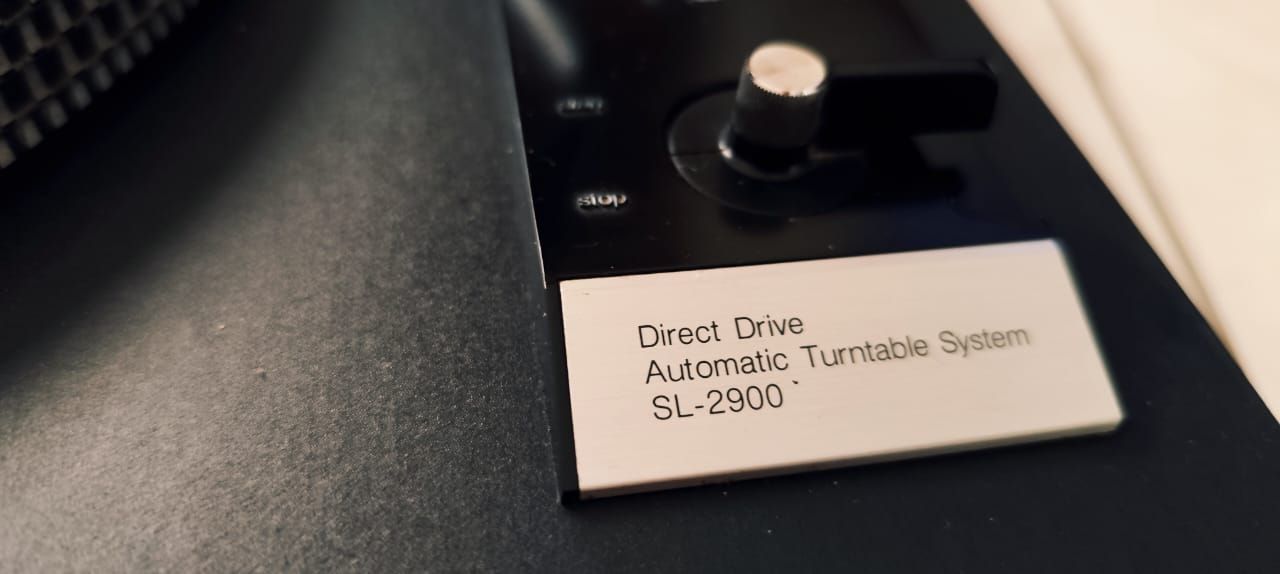 stop
Direct Drive
Automatic Turntable System
SL-2900